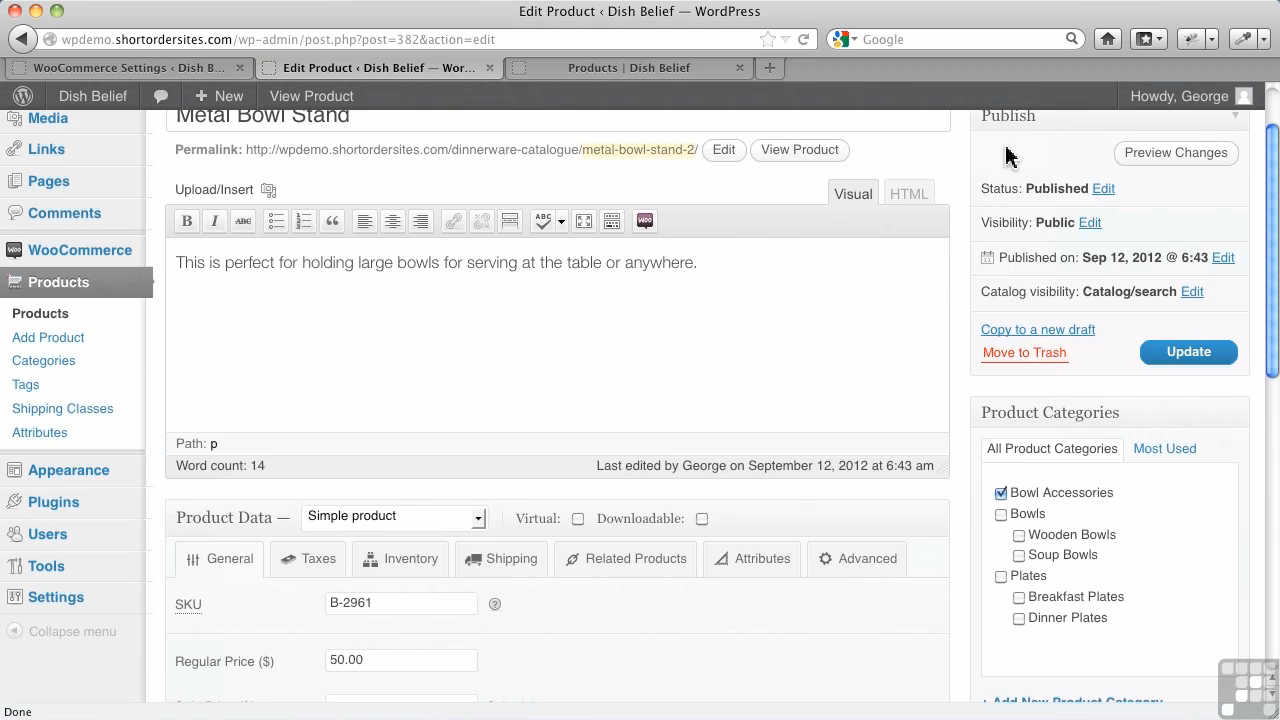 Edit Product ‹ Dish Belief — WordPress
wpdemo.shortordersites.com/wp-admin/post.php?post=382&action=edit
Google
WooCommerce Settings ‹ Dish B...
Edit Product ‹ Dish Belief — Wor...
Products | Dish Belief
Dish Belief
+ New
View Product
Howdy, George
Media
Links
Pages
Comments
WooCommerce
Products
Products
Add Product
Categories
Tags
Shipping Classes
Attributes
Appearance
Plugins
Users
Tools
Settings
Collapse menu
Metal Bowl Stand
Permalink: http://wpdemo.shortordersites.com/dinnerware-catalogue/metal-bowl-stand-2/ Edit View Product
Upload/Insert
Visual HTML
B I ABC ABC Woo
This is perfect for holding large bowls for serving at the table or anywhere.
Path: p
Word count: 14 Last edited by George on September 12, 2012 at 6:43 am
Product Data — Simple product Virtual: Downloadable:
General Taxes Inventory Shipping Related Products Attributes Advanced
SKU B-2961
Regular Price ($) 50.00
Publish
Preview Changes
Status: Published Edit
Visibility: Public Edit
Published on: Sep 12, 2012 @ 6:43 Edit
Catalog visibility: Catalog/search Edit
Copy to a new draft
Move to Trash Update
Product Categories
All Product Categories Most Used
Bowl Accessories
Bowls
Wooden Bowls
Soup Bowls
Plates
Breakfast Plates
Dinner Plates
+ Add New Product Category
Done